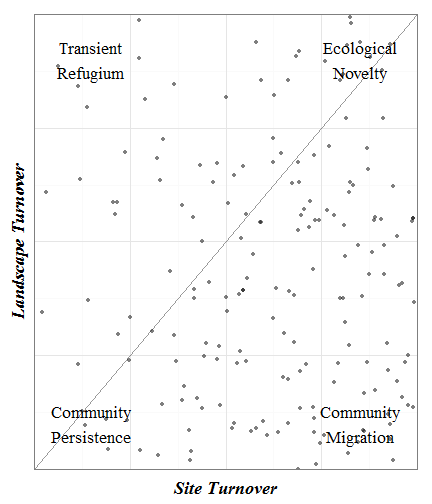 Transient
Refugium
Ecological
Novelty
Landscape Turnover
Community
Persistence
Community
Migration
Site Turnover